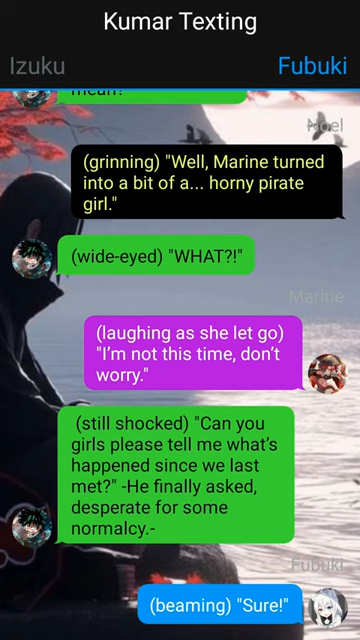 Kumar Texting
Izuku
Fubuki
mean?"
Noel
(grinning) "Well, Marine turned
into a bit of a... horny pirate
girl."
(wide-eyed) "WHAT?!"
Marine
(laughing as she let go)
"I'm not this time, don't
worry."
(still shocked) "Can you
girls please tell me what's
happened since we last
met?" -He finally asked,
desperate for some
normalcy.-
Fubuki
(beaming) "Sure!"